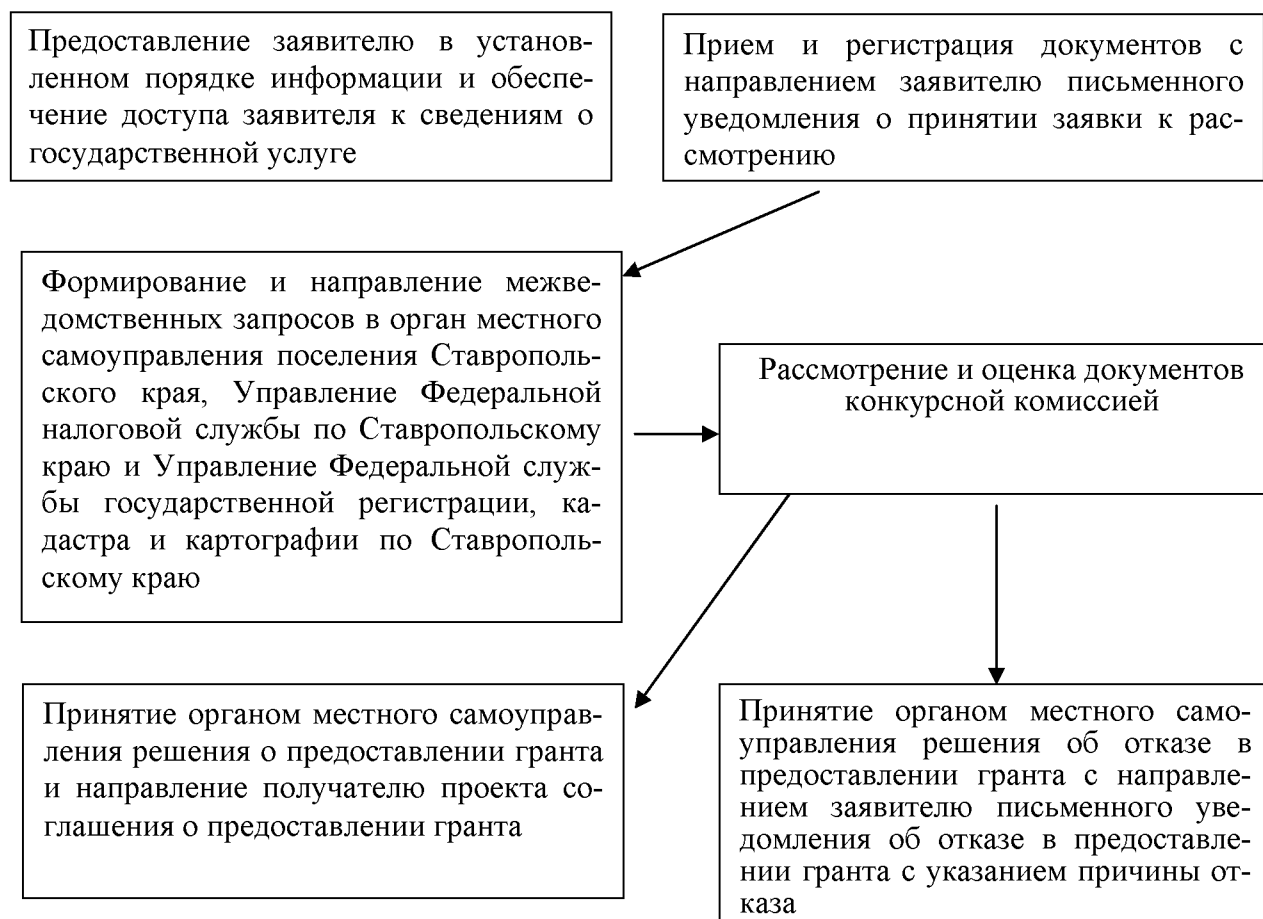 Предоставление заявителю в установ-
ленном порядке информации и обеспе-
чение доступа заявителя к сведениям о
государственной услуге
Прием и регистрация документов с
направлением заявителю письменного
уведомления о принятии заявки к рас-
смотрению
Формирование и направление межве-
домственных запросов в орган местного
самоуправления поселения Ставрополь-
ского края, Управление Федеральной
налоговой службы по Ставропольскому
краю и Управление Федеральной служ-
бы государственной регистрации, ка-
дастра и картографии по Ставрополь-
скому краю
Рассмотрение и оценка документов
конкурсной комиссией
Принятие органом местного самоуправ-
ления решения о предоставлении гранта
и направление получателю проекта со-
глашения о предоставлении гранта
Принятие органом местного само-
управления решения об отказе в
предоставлении гранта с направле-
нием заявителю письменного уве-
домления об отказе в предоставле-
нии гранта с указанием причины от-
каза